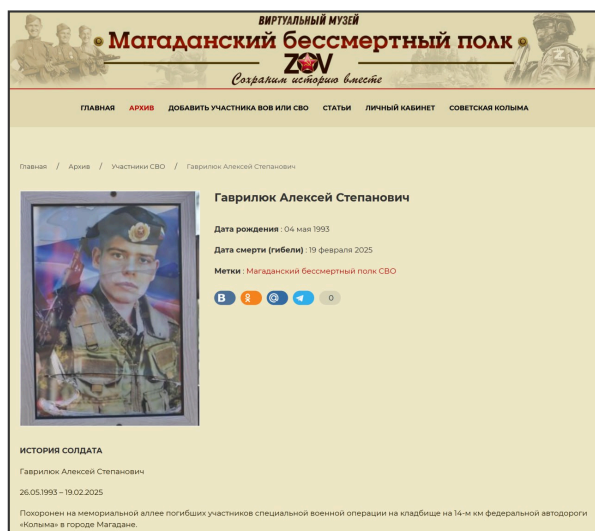 ВИРТУАЛЬНЫЙ МУЗЕЙ
Магаданский бессмертный полк
ZOV
Сохраним историю вместе
ГЛАВНАЯ АРХИВ ДОБАВИТЬ УЧАСТНИКА ВОВ ИЛИ СВО СТАТЬИ ЛИЧНЫЙ КАБИНЕТ СОВЕТСКАЯ КОЛЫМА
Главная / Архив / Участники СВО / Гаврилюк Алексей Степанович
Гаврилюк Алексей Степанович
Дата рождения : 04 мая 1993
Дата смерти (гибели) : 19 февраля 2025
Метки : Магаданский бессмертный полк СВО
0
ИСТОРИЯ СОЛДАТА
Гаврилюк Алексей Степанович
26.05.1993 – 19.02.2025
Похоронен на мемориальной аллее погибших участников специальной военной операции на кладбище на 14-м км федеральной автодороги
«Колыма» в городе Магадане.